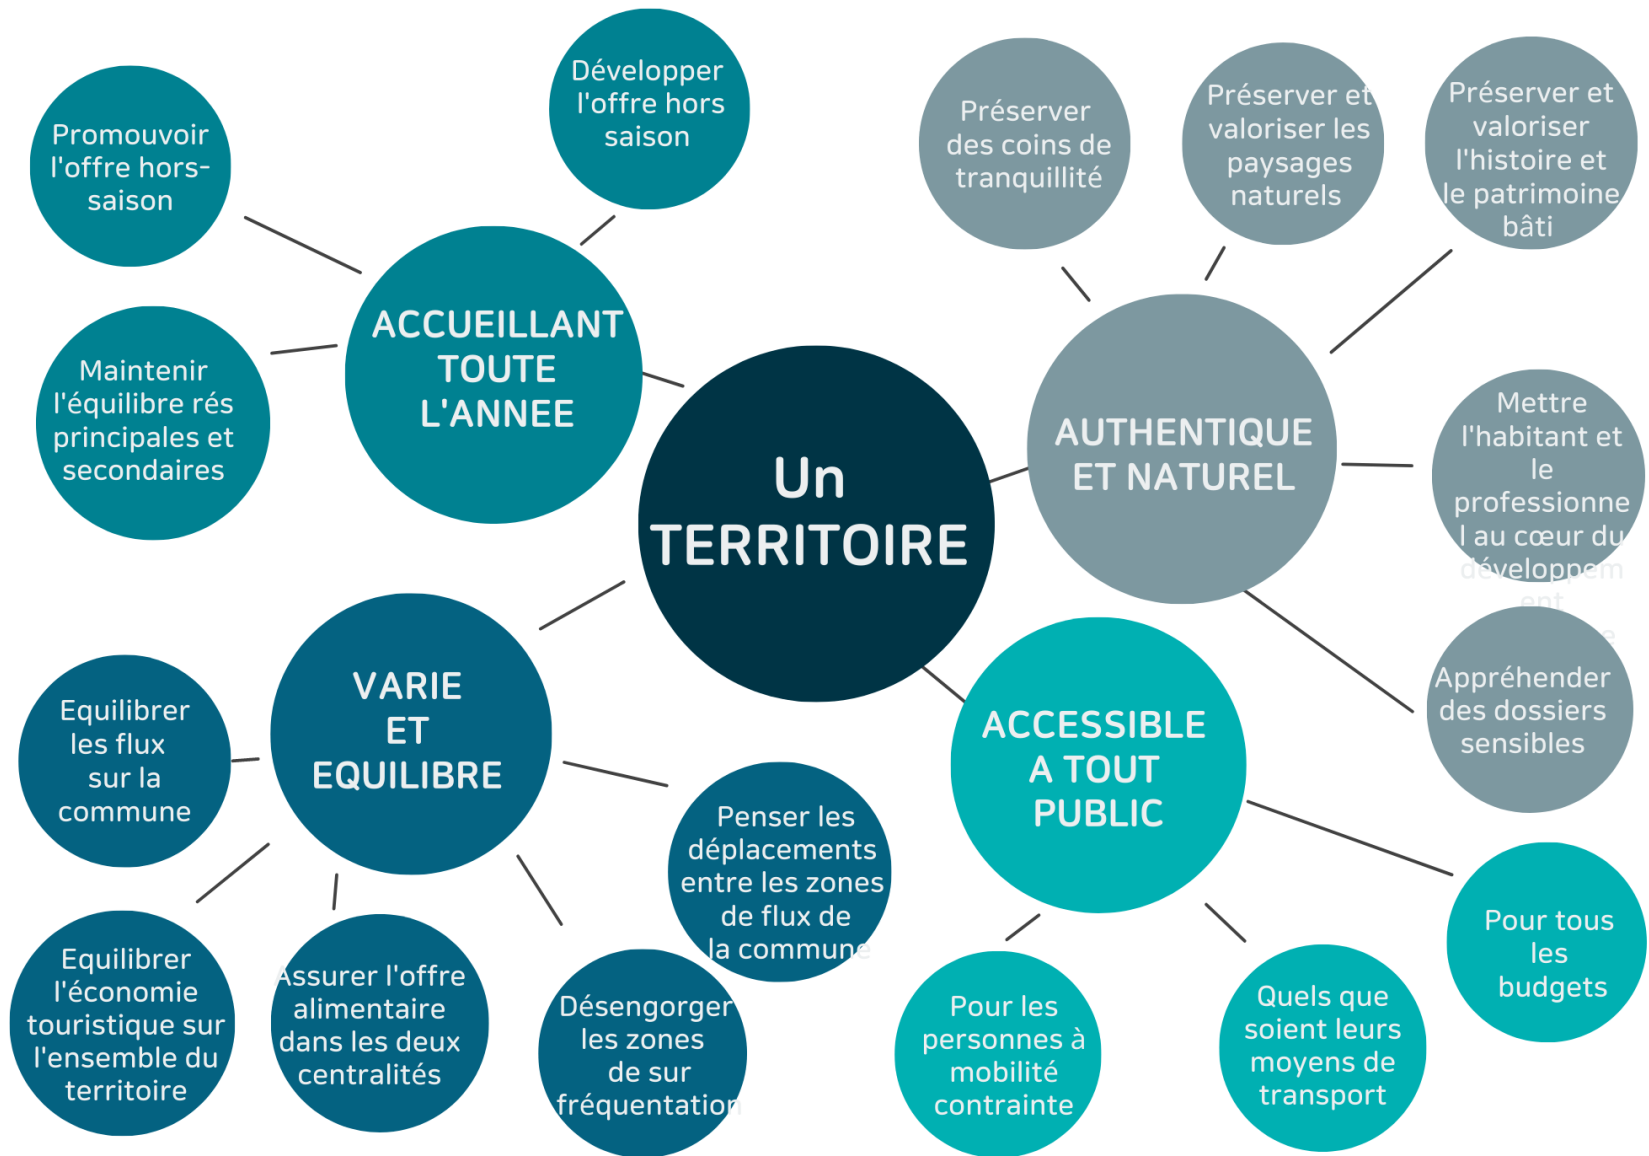 Un
TERRITOIRE
ACCUEILLANT
TOUTE
L'ANNEE
Promouvoir
l'offre hors-
saison
Développer
l'offre hors
saison
Maintenir
l'équilibre rés
principales et
secondaires
AUTHENTIQUE
ET NATUREL
Préserver
des coins de
tranquillité
Préserver et
valoriser les
paysages
naturels
Préserver et
valoriser
l'histoire et
le patrimoine
bâti
Mettre
l'habitant et
le
professionne
l au cœur du
développem
ent
Appréhender
des dossiers
sensibles
VARIE
ET
EQUILIBRE
Equilibrer
les flux
sur la
commune
Equilibrer
l'économie
touristique sur
l'ensemble du
territoire
Assurer l'offre
alimentaire
dans les deux
centralités
Désengorger
les zones
de sur
fréquentation
Penser les
déplacements
entre les zones
de flux de
la commune
ACCESSIBLE
A TOUT
PUBLIC
Pour les
personnes à
mobilité
contrainte
Quels que
soient leurs
moyens de
transport
Pour tous
les
budgets